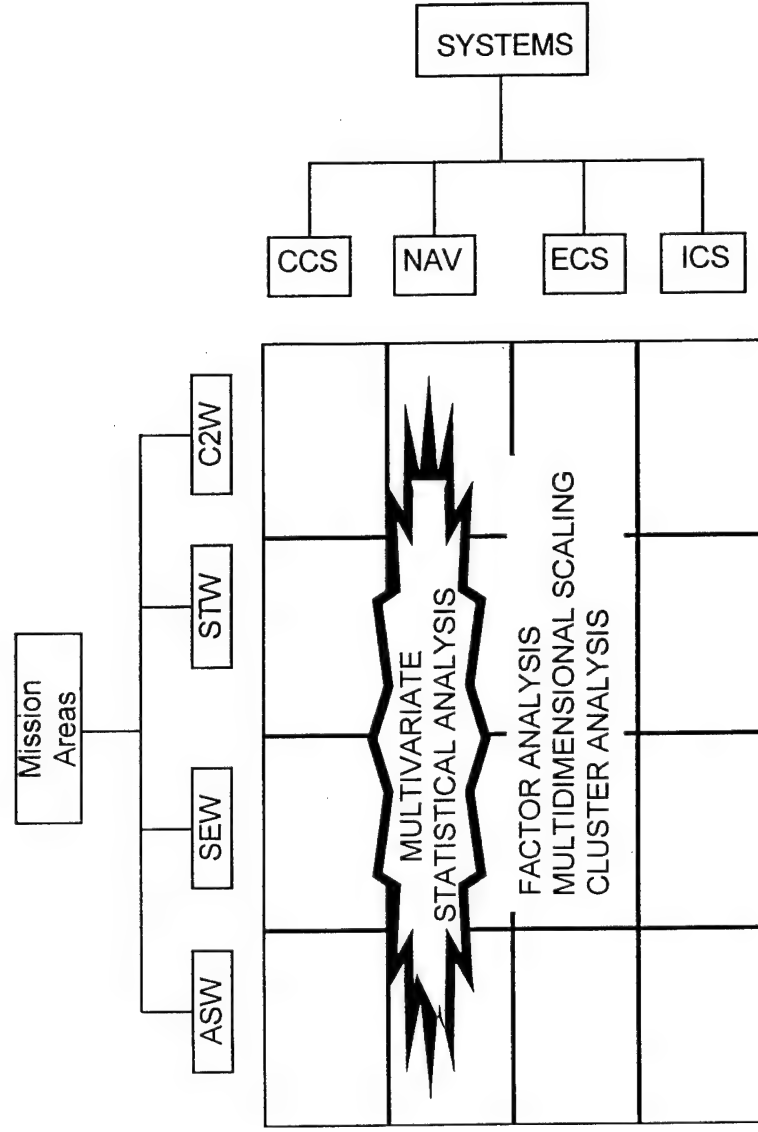 Mission
Areas
ASW
SEW
STW
C2W
SYSTEMS
CCS
NAV
ECS
ICS
MULTIVARIATE
STATISTICAL ANALYSIS
FACTOR ANALYSIS
MULTIDIMENSIONAL SCALING
CLUSTER ANALYSIS